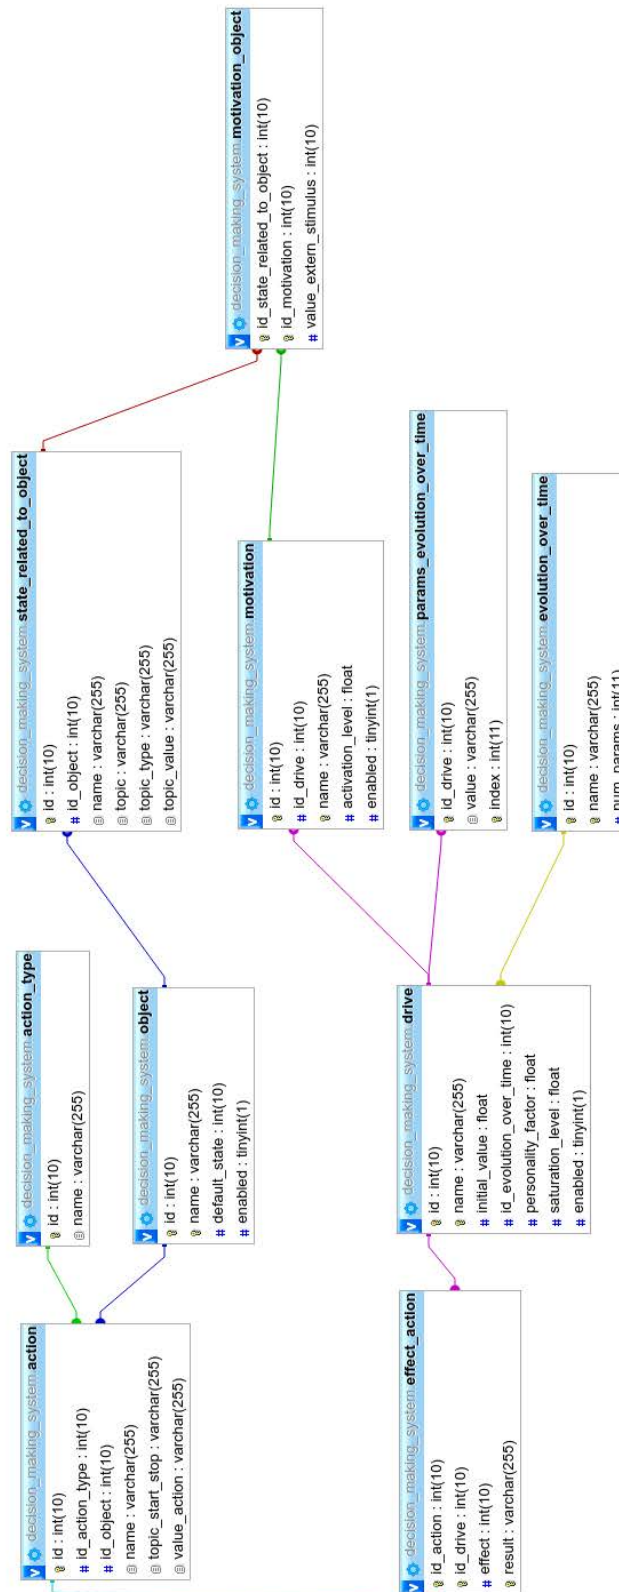 decision_making_system.motivation_object
id_state_related_to_object : int(10)
id_motivation : int(10)
# value_extern_stimulus : int(10)
decision_making_system.state_related_to_object
id : int(10)
# id_object : int(10)
name : varchar(255)
topic : varchar(255)
topic_type : varchar(255)
topic_value : varchar(255)
decision_making_system.motivation
id : int(10)
id_drive : int(10)
name : varchar(255)
# activation_level : float
# enabled : tinyint(1)
decision_making_system.params_evolution_over_time
id_drive : int(10)
value : varchar(255)
index : int(11)
decision_making_system.evolution_over_time
id : int(10)
name : varchar(255)
# num_params : int(11)
decision_making_system.action_type
id : int(10)
name : varchar(255)
decision_making_system.object
id : int(10)
name : varchar(255)
# default_state : int(10)
# enabled : tinyint(1)
decision_making_system.drive
id : int(10)
name : varchar(255)
# initial_value : float
# id_evolution_over_time : int(10)
# personality_factor : float
# saturation_level : float
# enabled : tinyint(1)
decision_making_system.action
id : int(10)
# id_action_type : int(10)
# id_object : int(10)
name : varchar(255)
topic_start_stop : varchar(255)
value_action : varchar(255)
decision_making_system.effect_action
id_action : int(10)
id_drive : int(10)
# effect : int(10)
result : varchar(255)